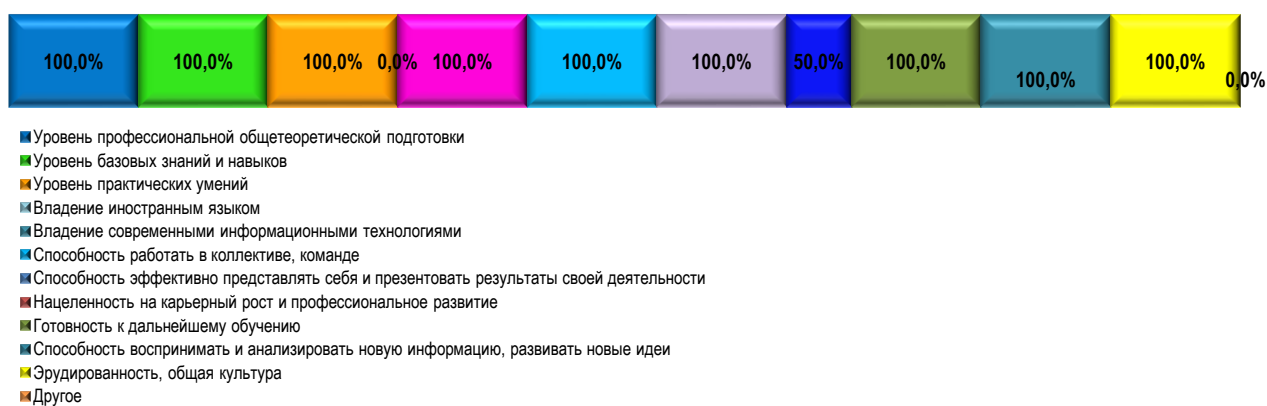 100,0% 100,0% 100,0% 0,0% 100,0% 100,0% 100,0% 50,0% 100,0% 100,0% 100,0% 0,0%
Уровень профессиональной общетеоретической подготовки
Уровень базовых знаний и навыков
Уровень практических умений
Владение иностранным языком
Владение современными информационными технологиями
Способность работать в коллективе, команде
Способность эффективно представлять себя и презентовать результаты своей деятельности
Нацеленность на карьерный рост и профессиональное развитие
Готовность к дальнейшему обучению
Способность воспринимать и анализировать новую информацию, развивать новые идеи
Эрудированность, общая культура
Другое